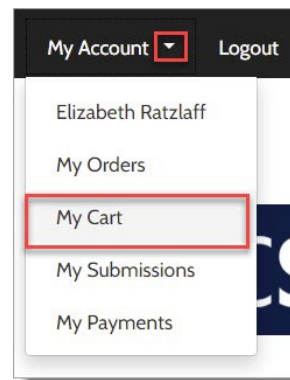 My Account Logout
Elizabeth Ratzlaff
My Orders
My Cart
My Submissions
My Payments